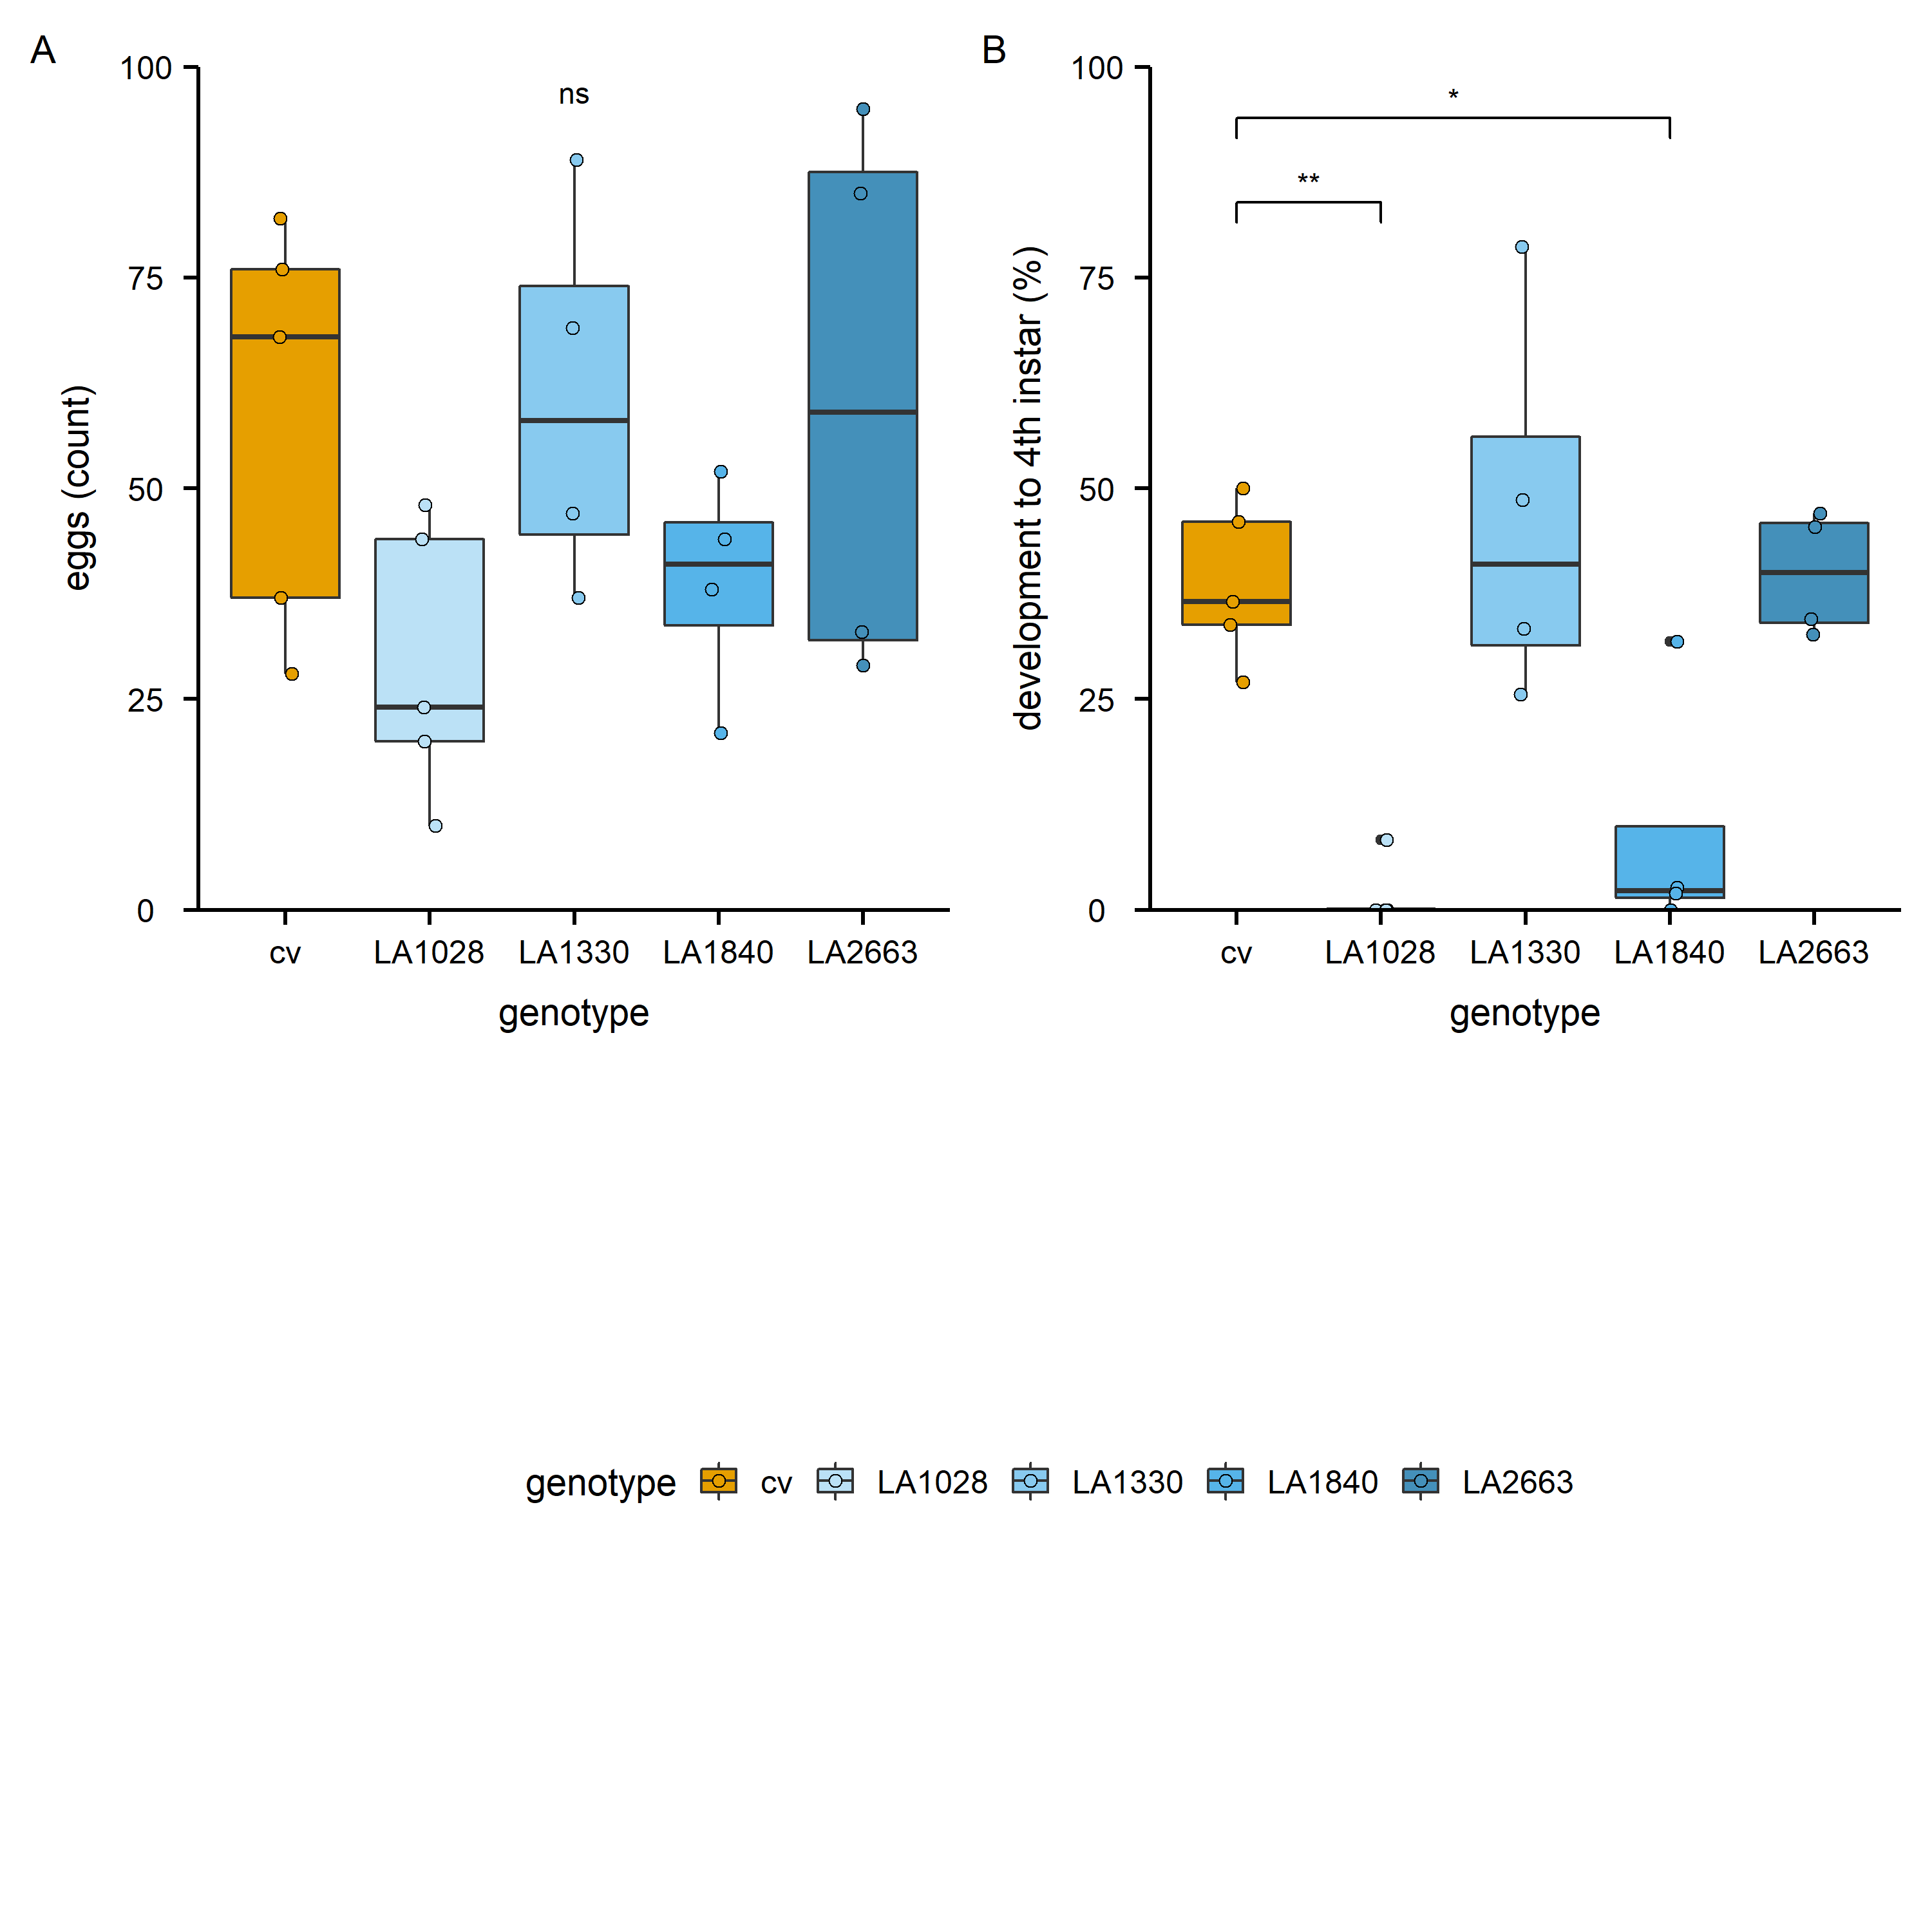 A
100
75
50
25
0
eggs (count)
ns
cv LA1028 LA1330 LA1840 LA2663
genotype
B
100
75
50
25
0
development to 4th instar (%)
*
**
cv LA1028 LA1330 LA1840 LA2663
genotype
genotype cv LA1028 LA1330 LA1840 LA2663